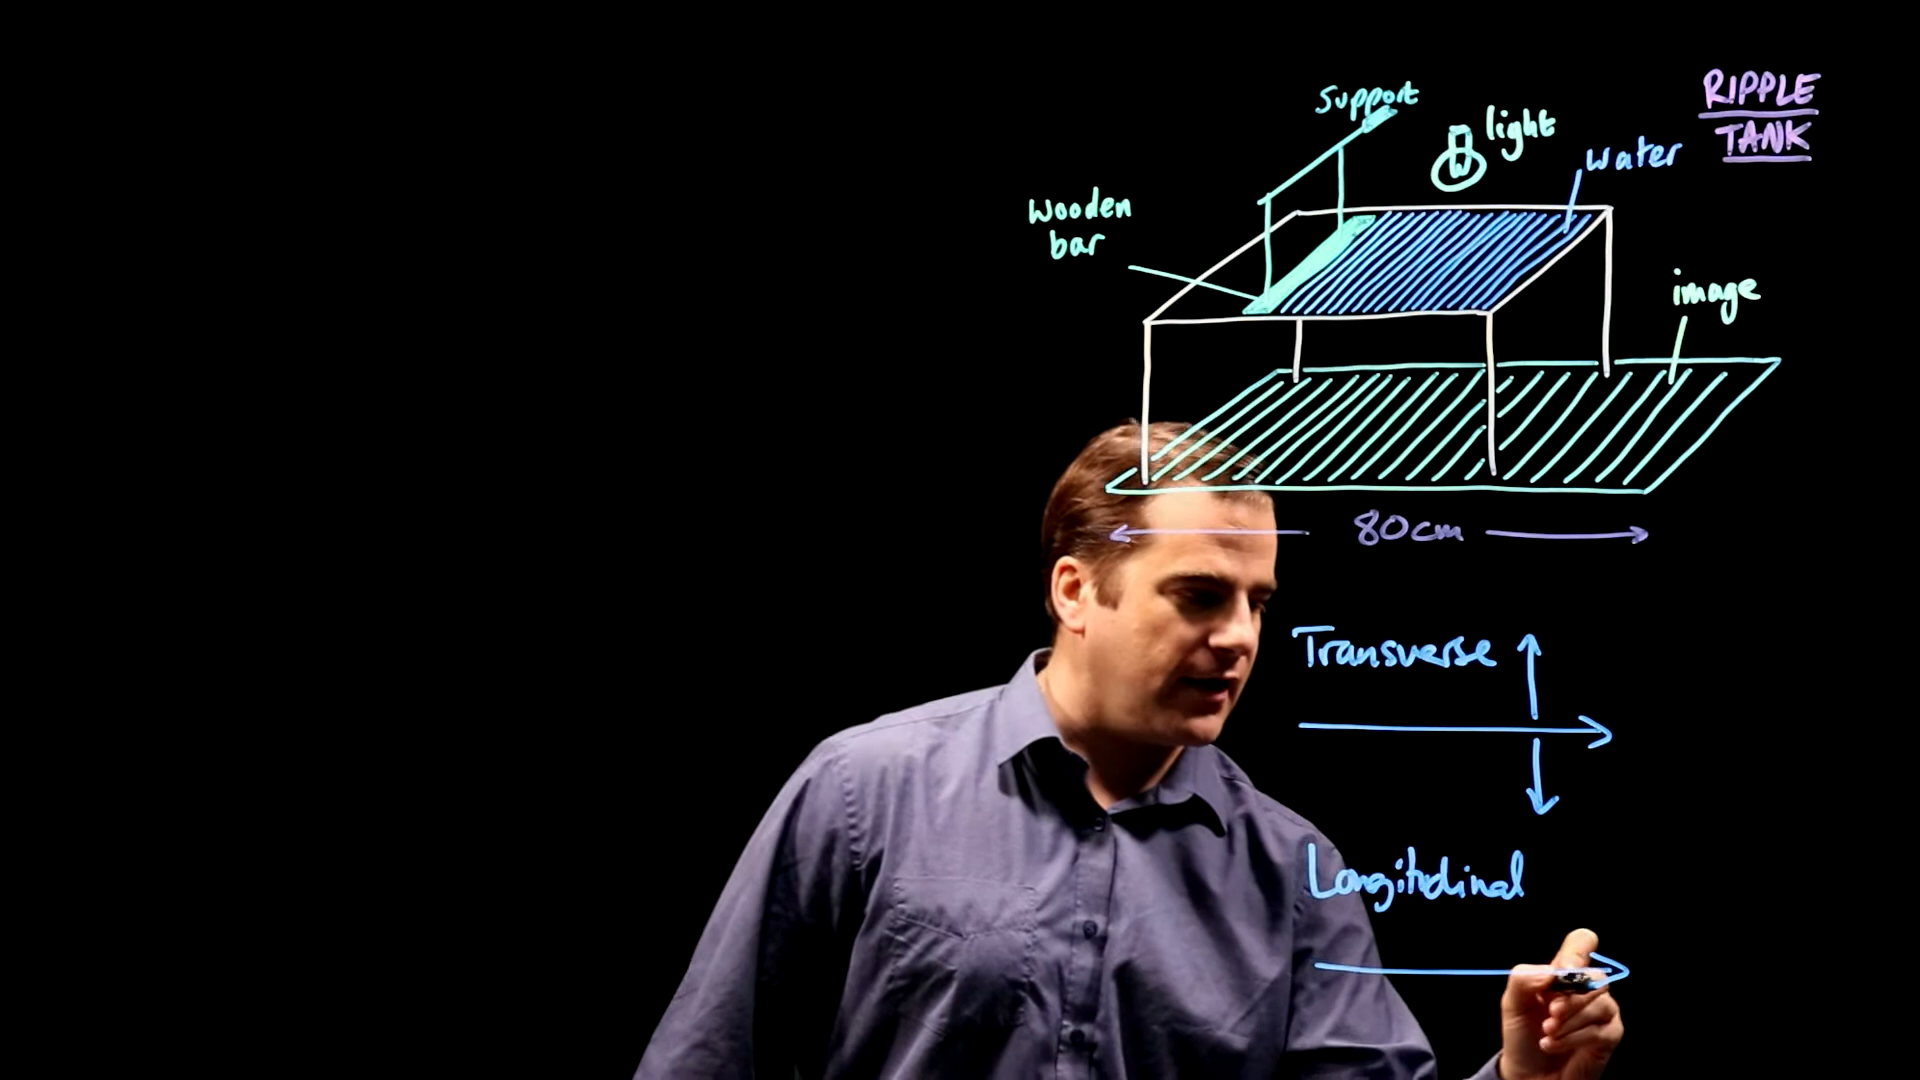 RIPPLE
TANK
support
light
water
Wooden
bar
image
80cm
Transverse
Longitudinal